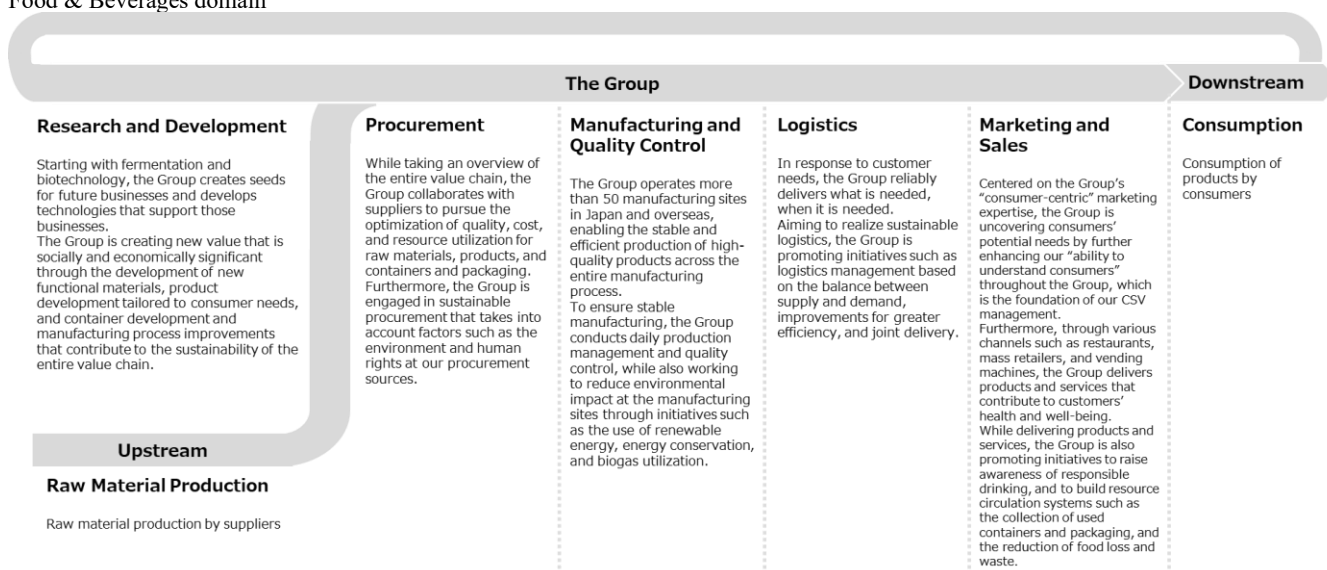 Food & Beverages domain
The Group
Downstream
Research and Development
Starting with fermentation and
biotechnology, the Group creates seeds
for future businesses and develops
technologies that support those
businesses.
The Group is creating new value that is
socially and economically significant
through the development of new
functional materials, product
development tailored to consumer needs,
and container development and
manufacturing process improvements
that contribute to the sustainability of the
entire value chain.
Upstream
Raw Material Production
Raw material production by suppliers
Procurement
While taking an overview of
the entire value chain, the
Group collaborates with
suppliers to pursue the
optimization of quality, cost,
and resource utilization for
raw materials, products, and
containers and packaging.
Furthermore, the Group is
engaged in sustainable
procurement that takes into
account factors such as the
environment and human
rights at our procurement
sources.
Manufacturing and
Quality Control
The Group operates more
than 50 manufacturing sites
in Japan and overseas,
enabling the stable and
efficient production of high-
quality products across the
entire manufacturing
process.
To ensure stable
manufacturing, the Group
conducts daily production
management and quality
control, while also working
to reduce environmental
impact at the manufacturing
sites through initiatives such
as the use of renewable
energy, energy conservation,
and biogas utilization.
Logistics
In response to customer
needs, the Group reliably
delivers what is needed,
when it is needed.
Aiming to realize sustainable
logistics, the Group is
promoting initiatives such as
logistics management based
on the balance between
supply and demand,
improvements for greater
efficiency, and joint delivery.
Marketing and
Sales
Centered on the Group's
"consumer-centric" marketing
expertise, the Group is
uncovering consumers'
potential needs by further
enhancing our "ability to
understand consumers"
throughout the Group, which
is the foundation of our CSV
management.
Furthermore, through various
channels such as restaurants,
mass retailers, and vending
machines, the Group delivers
products and services that
contribute to customers'
health and well-being.
While delivering products and
services, the Group is also
promoting initiatives to raise
awareness of responsible
drinking, and to build resource
circulation systems such as
the collection of used
containers and packaging, and
the reduction of food loss and
waste.
Consumption
Consumption of
products by
consumers